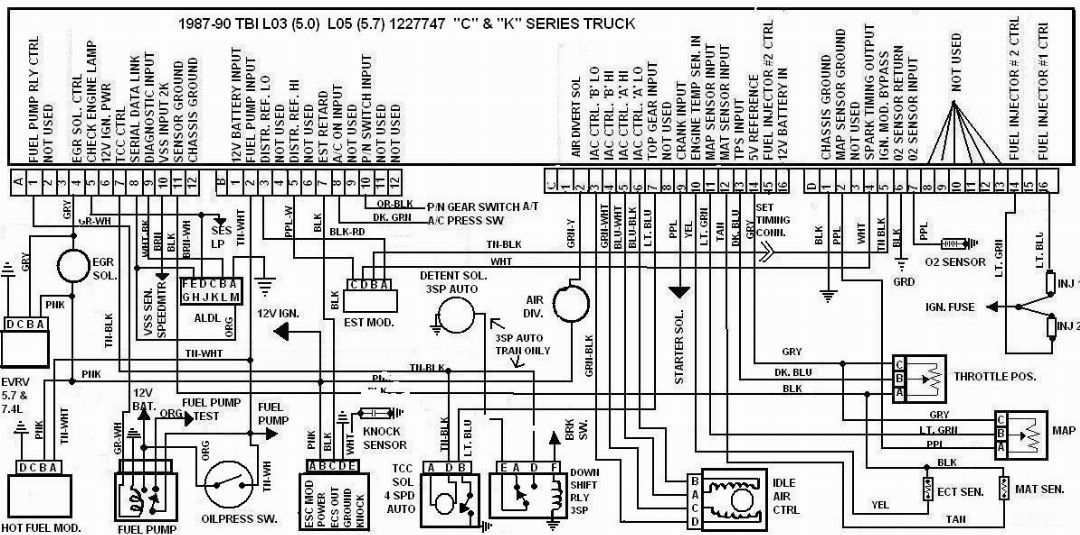 1987-90 TBI L03 (5.0) L05 (5.7) 1227747 "C" & "K" SERIES TRUCK
FUEL PUMP RLY CTRL
NOT USED
EGR SOL. CTRL
CHECK ENGINE LAMP
12V IGN. PWR
TCC CTRL
SERIAL DATA LINK
DIAGNOSTIC INPUT
VSS INPUT 2K
SENSOR GROUND
CHASSIS GROUND
12V BATTERY INPUT
FUEL PUMP INPUT
DISTR. REF. LO
NOT USED
DISTR. REF. HI
NOT USED
EST RETARD
A/C ON INPUT
P/N SWITCH INPUT
NOT USED
NOT USED
AIR DIVERT SOL
IAC CTRL. 'B' LO
IAC CTRL. 'B' HI
IAC CTRL. 'A' HI
IAC CTRL. 'A' LO
TOP GEAR INPUT
NOT USED
CRANK INPUT
ENGINE TEMP SEN. IN
MAP SENSOR INPUT
MAT SENSOR INPUT
TPS INPUT
5V REFERENCE
FUEL INJECTOR #2 CTRL
12V BATTERY IN
CHASSIS GROUND
MAP SENSOR GROUND
NOT USED
SPARK TIMING OUTPUT
IGN. MOD. BYPASS
02 SENSOR RETURN
02 SENSOR INPUT
NOT USED
FUEL INJECTOR # 2 CTRL
FUEL INJECTOR #1 CTRL
A 1 2 3 4 5 6 7 8 9 10 11 12
B 1 2 3 4 5 6 7 8 9 10 11 12
C 1 2 3 4 5 6 7 8 9 10 11 12 13 14 15 16
D 1 2 3 4 5 6 7 8 9 10 11 12 13 14 15 16
GRY
GR-WH
WHT-BK
BRN
BLK
BRN-WH
SES LP
TN-WHT
PPL-W
BLK
BLK-RD
OR-BLK
P/N GEAR SWITCH A/T
DK. GRN
A/C PRESS SW
GRN-Y
GRN-WHT
BLU-WHT
BLU-BLK
LT. BLU
PPL
YEL
LT. GRN
TAN
DK. BLU
GRY
SET TIMING CONN.
BLK
PPL
WHT
TN BLK
BLK
PPL
O2 SENSOR
GRD
LT. GRN
LT. BLU
INJ 1
INJ 2
IGN. FUSE
TN-BLK
WHT
GRY
EGR SOL.
PNK
D C B A
EVRV
5.7 &
7.4L
TN-BLK
VSS SEN.
SPEEDMTR
F E D C B A
G H J K L M
ALDL
ORG
12V IGN.
BLK
C D B A
EST MOD.
DETENT SOL.
3SP AUTO
3SP AUTO
TRAN ONLY
AIR DIV.
GRN-BLK
STARTER SOL.
TN-WHT
PNK
TN-BLK
GRY
DK. BLU
BLK
C
B
A
THROTTLE POS.
12V BAT.
ORG
FUEL PUMP TEST
FUEL PUMP
PNK
TN-WHT
GR-WH
ORG
TN-WH
D C B A
HOT FUEL MOD.
FUEL PUMP
OILPRESS SW.
PNK
BLK
WHT
KNOCK SENSOR
A B C D E
ESC MOD
POWER
ECS OUT
GROUND
KNOCK
TN-BLK
LT. BLU
TCC
SOL
4 SPD
AUTO
A D B
BRK SW.
E A D F
DOWN
SHIFT
RLY
3SP
B
A
C
D
IDLE
AIR
CTRL
GRY
LT. GRN
PPL
C
B
A
MAP
BLK
ECT SEN.
MAT SEN.
YEL
TAN